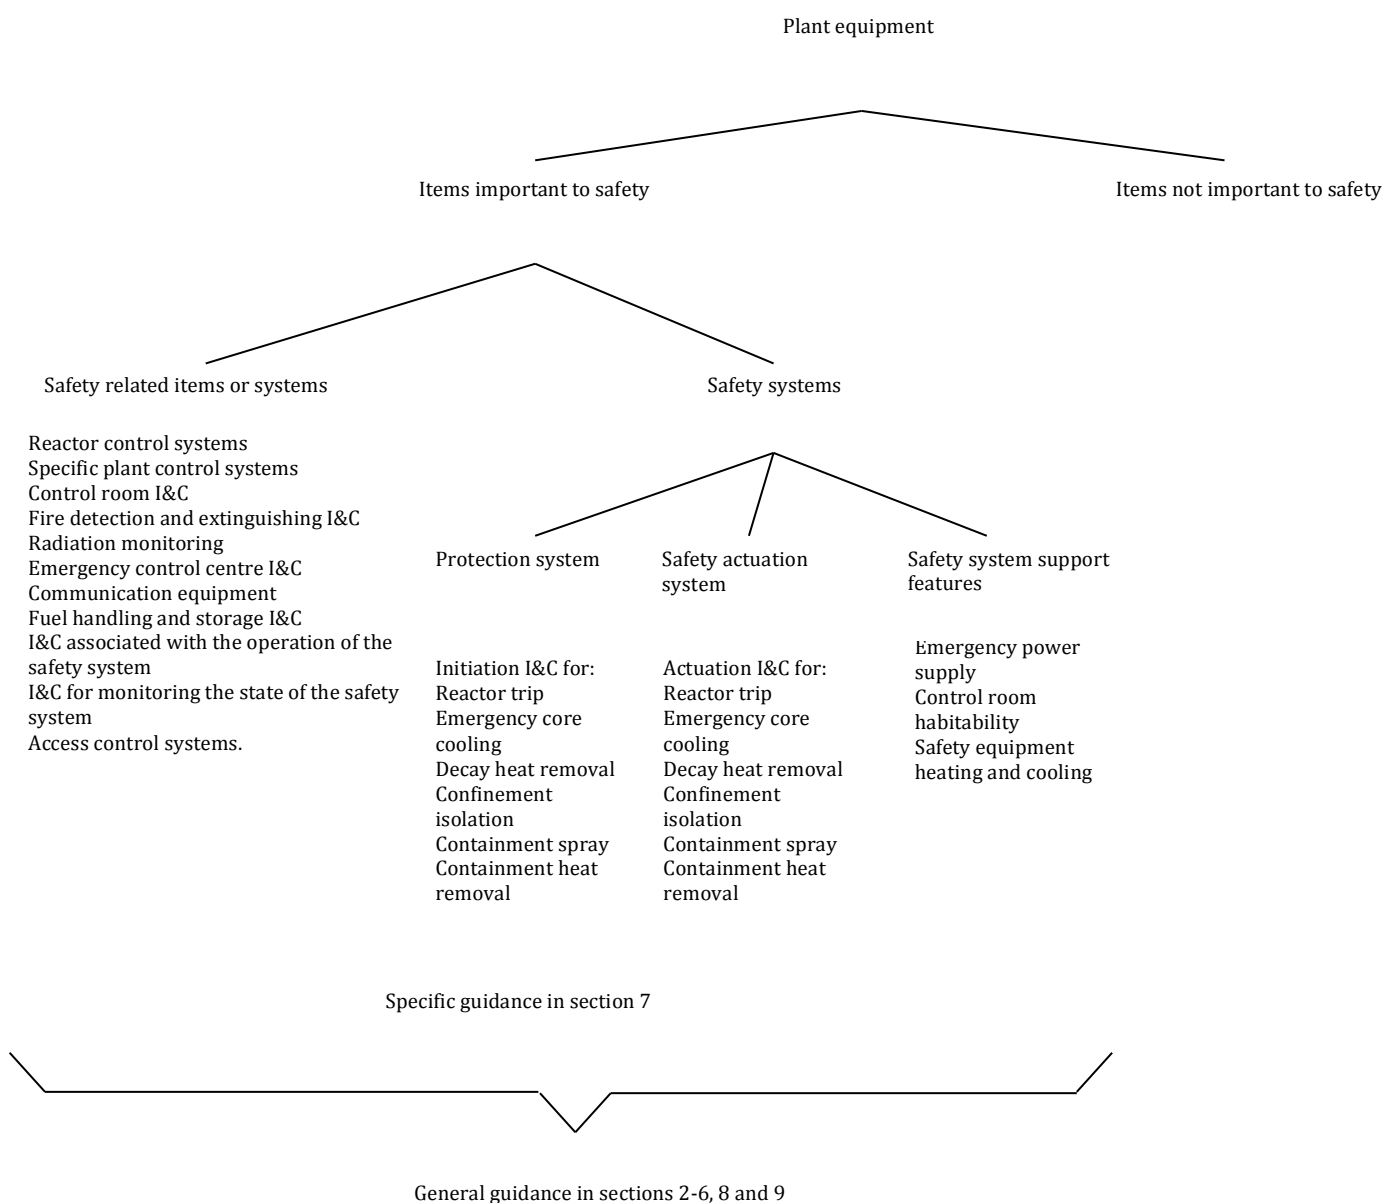 Plant equipment
Items important to safety
Items not important to safety
Safety related items or systems
Safety systems
Reactor control systems
Specific plant control systems
Control room I&C
Fire detection and extinguishing I&C
Radiation monitoring
Emergency control centre I&C
Communication equipment
Fuel handling and storage I&C
I&C associated with the operation of the
safety system
I&C for monitoring the state of the safety
system
Access control systems.
Protection system
Initiation I&C for:
Reactor trip
Emergency core
cooling
Decay heat removal
Confinement
isolation
Containment spray
Containment heat
removal
Safety actuation
system
Actuation I&C for:
Reactor trip
Emergency core
cooling
Decay heat removal
Confinement
isolation
Containment spray
Containment heat
removal
Safety system support
features
Emergency power
supply
Control room
habitability
Safety equipment
heating and cooling
Specific guidance in section 7
General guidance in sections 2-6, 8 and 9